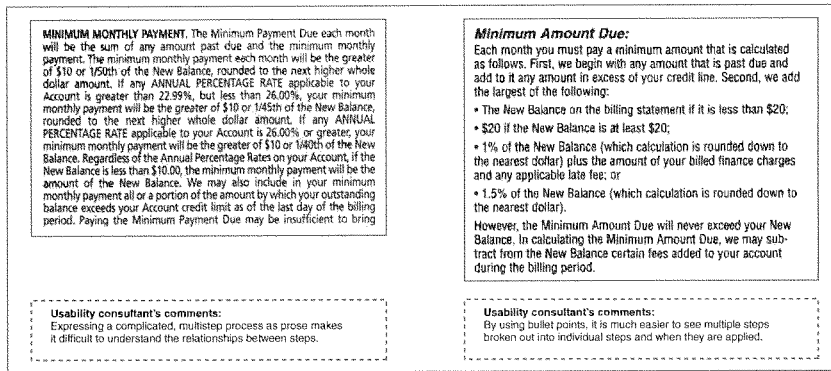 MINIMUM MONTHLY PAYMENT. The Minimum Payment Due each month
will be the sum of any amount past due and the minimum monthly
payment. The minimum monthly payment each month will be the greater
of $10 or 1/50th of the New Balance, rounded to the next higher whole
dollar amount. If any ANNUAL PERCENTAGE RATE applicable to your
Account is greater than 22.99%, but less than 26.00%, your minimum
monthly payment will be the greater of $10 or 1/45th of the New Balance,
rounded to the next higher whole dollar amount. If any ANNUAL
PERCENTAGE RATE applicable to your Account is 26.00% or greater, your
minimum monthly payment will be the greater of $10 or 1/40th of the New
Balance. Regardless of the Annual Percentage Rates on your Account, if the
New Balance is less than $10.00, the minimum monthly payment will be the
amount of the New Balance. We may also include in your minimum
monthly payment all or a portion of the amount by which your outstanding
balance exceeds your Account credit limit as of the last day of the billing
period. Paying the Minimum Payment Due may be insufficient to bring
Usability consultant's comments:
Expressing a complicated, multistep process as prose makes
it difficult to understand the relationships between steps.
Minimum Amount Due:
Each month you must pay a minimum amount that is calculated
as follows. First, we begin with any amount that is past due and
add to it any amount in excess of your credit line. Second, we add
the largest of the following:
• The New Balance on the billing statement if it is less than $20;
• $20 if the New Balance is at least $20;
• 1% of the New Balance (which calculation is rounded down to
the nearest dollar) plus the amount of your billed finance charges
and any applicable late fee; or
• 1.5% of the New Balance (which calculation is rounded down to
the nearest dollar).
However, the Minimum Amount Due will never exceed your New
Balance. In calculating the Minimum Amount Due, we may sub-
tract from the New Balance certain fees added to your account
during the billing period.
Usability consultant's comments:
By using bullet points, it is much easier to see multiple steps
broken out into individual steps and when they are applied.